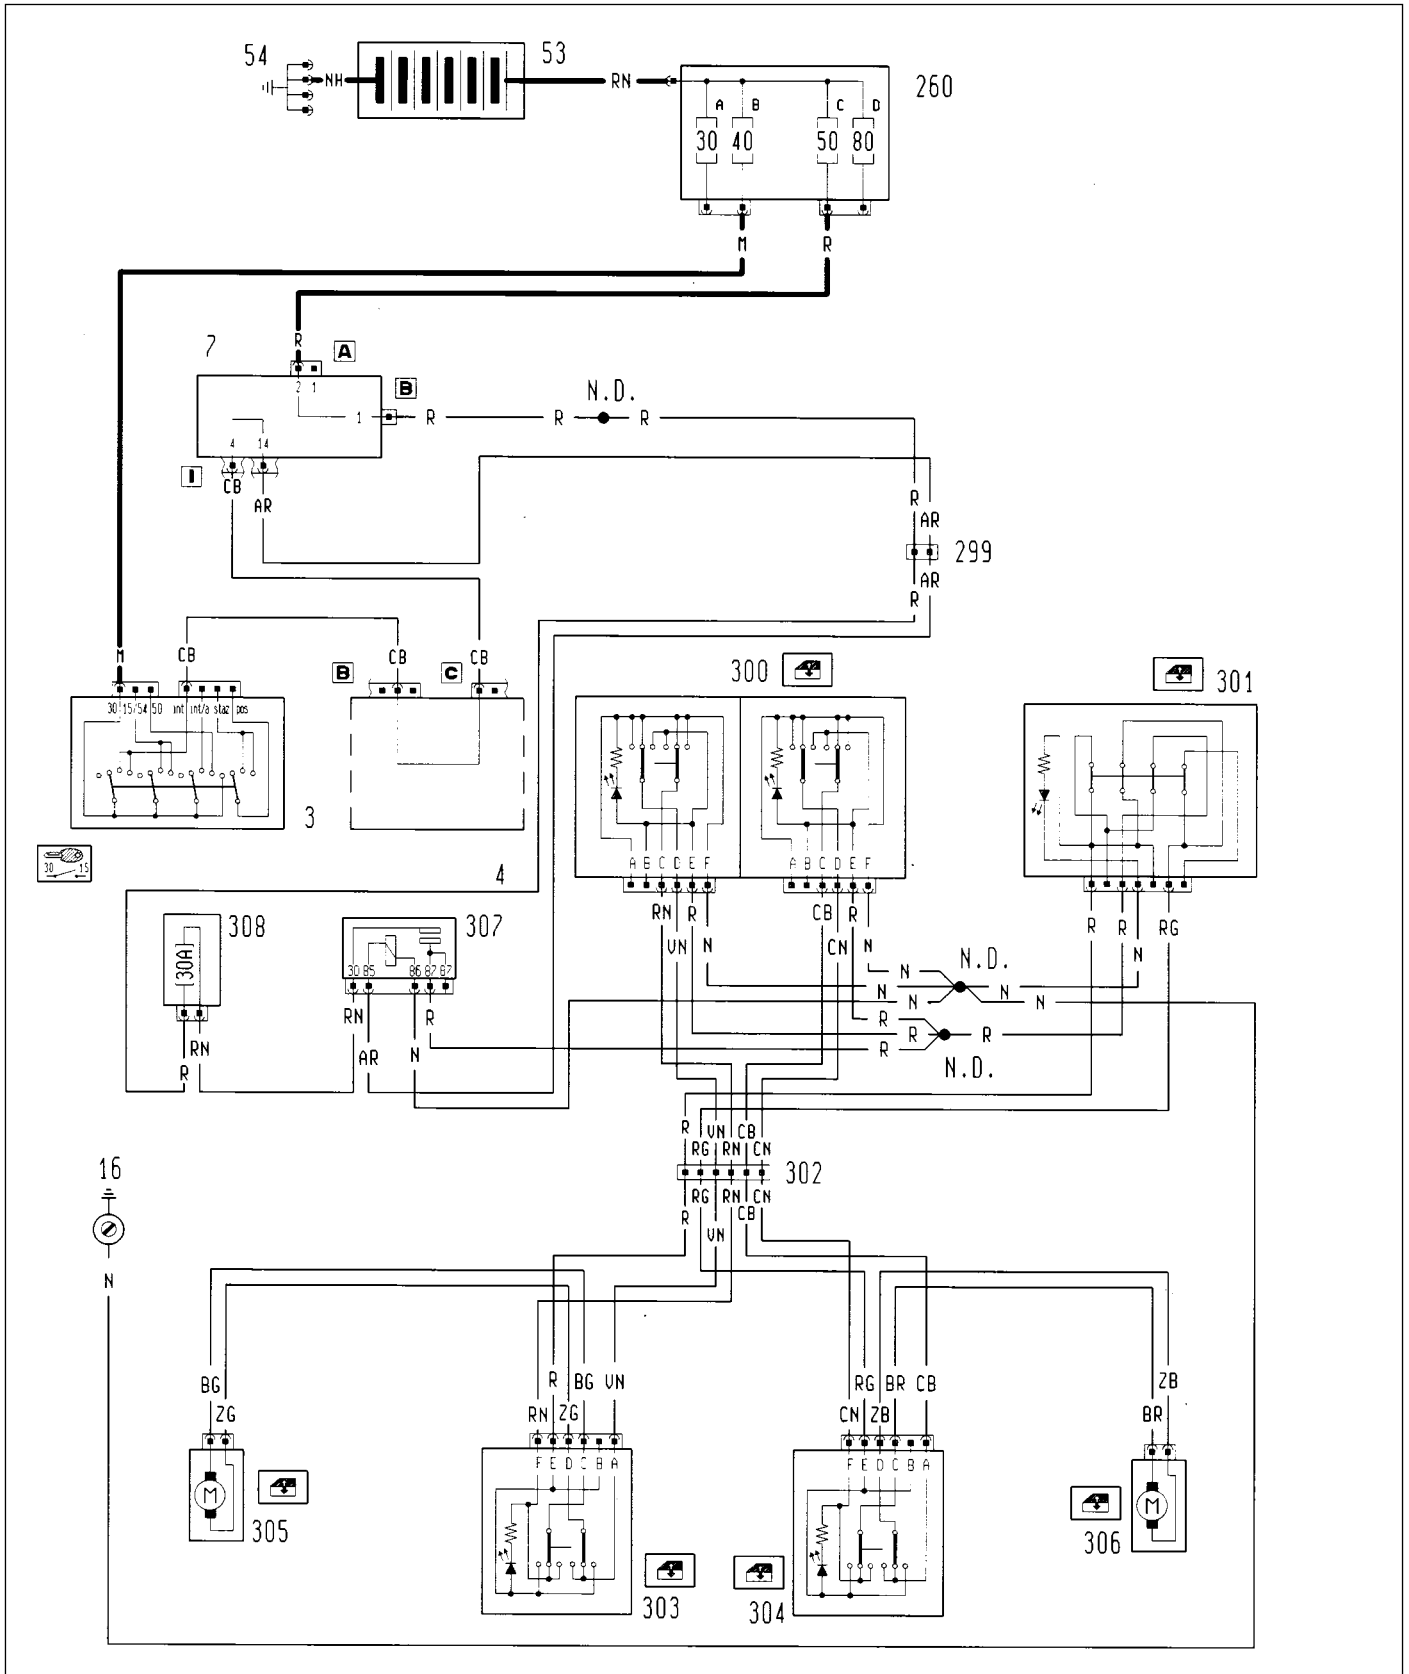 54
53
NH
RN
260
A B C D
30 40 50 80
M R
7
R
A
2 1
B
N.D.
1
R R R
4 14
I
CB
AR
R
AR
299
AR
R
M CB
B CB
C CB
300
301
30 15/54 50 int int/a staz pos
3
30 15
4
308
307
A B C D E F
A B C D E F
30A
30 85 86 87 87
RN R
VN N
CB R
CN N
R R RG
N
N.D.
N
N N N
N
RN R
AR N
RN
R
R
R R
R
N.D.
R VN CB
RG RN CN
302
RG RN CN
R CB
VN
16
N
BG
ZG
R BG VN
RN ZG
RG BR CB
CN ZB
ZB
BR
F E D C B A
F E D C B A
M
M
305
306
303
304